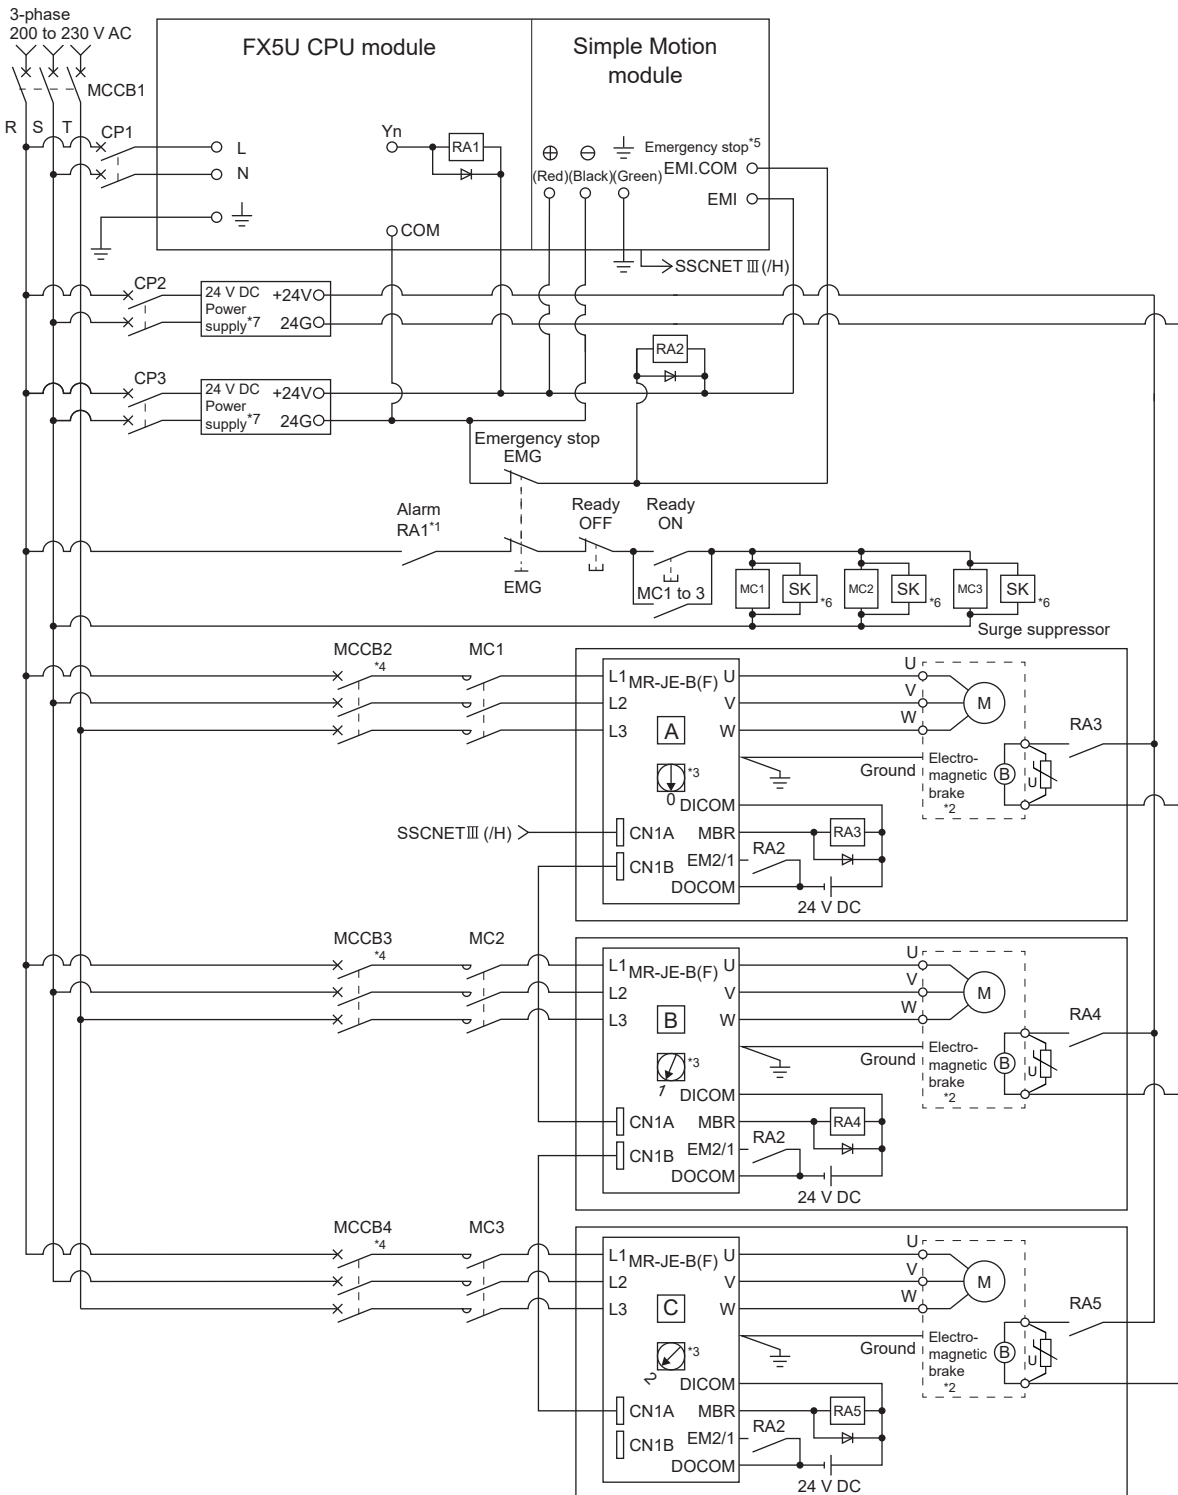 3-phase
200 to 230 V AC
MCCB1
R S T
CP1
FX5U CPU module
L
N
Yn
RA1
COM
Simple Motion
module
Emergency stop*5
(Red)(Black)(Green)
EMI.COM
EMI
SSCNETⅢ(/H)
CP2
24 V DC
Power
supply*7
+24V
24G
RA2
CP3
24 V DC
Power
supply*7
+24V
24G
Emergency stop
EMG
Alarm
RA1*1
EMG
Ready
OFF
Ready
ON
MC1 to 3
MC1
SK
*6
MC2
SK
*6
MC3
SK
*6
Surge suppressor
MCCB2
*4
MC1
L1
L2
L3
MR-JE-B(F)
A
*3
0
U
V
W
U
V
W
M
Ground
Electro-
magnetic
brake
*2
B
U
RA3
SSCNETⅢ(/H)
CN1A
CN1B
DICOM
MBR
EM2/1
DOCOM
RA3
RA2
24 V DC
MCCB3
*4
MC2
L1
L2
L3
MR-JE-B(F)
B
*3
1
U
V
W
U
V
W
M
Ground
Electro-
magnetic
brake
*2
B
U
RA4
CN1A
CN1B
DICOM
MBR
EM2/1
DOCOM
RA4
RA2
24 V DC
MCCB4
*4
MC3
L1
L2
L3
MR-JE-B(F)
C
*3
2
U
V
W
U
V
W
M
Ground
Electro-
magnetic
brake
*2
B
U
RA5
CN1A
CN1B
DICOM
MBR
EM2/1
DOCOM
RA5
RA2
24 V DC